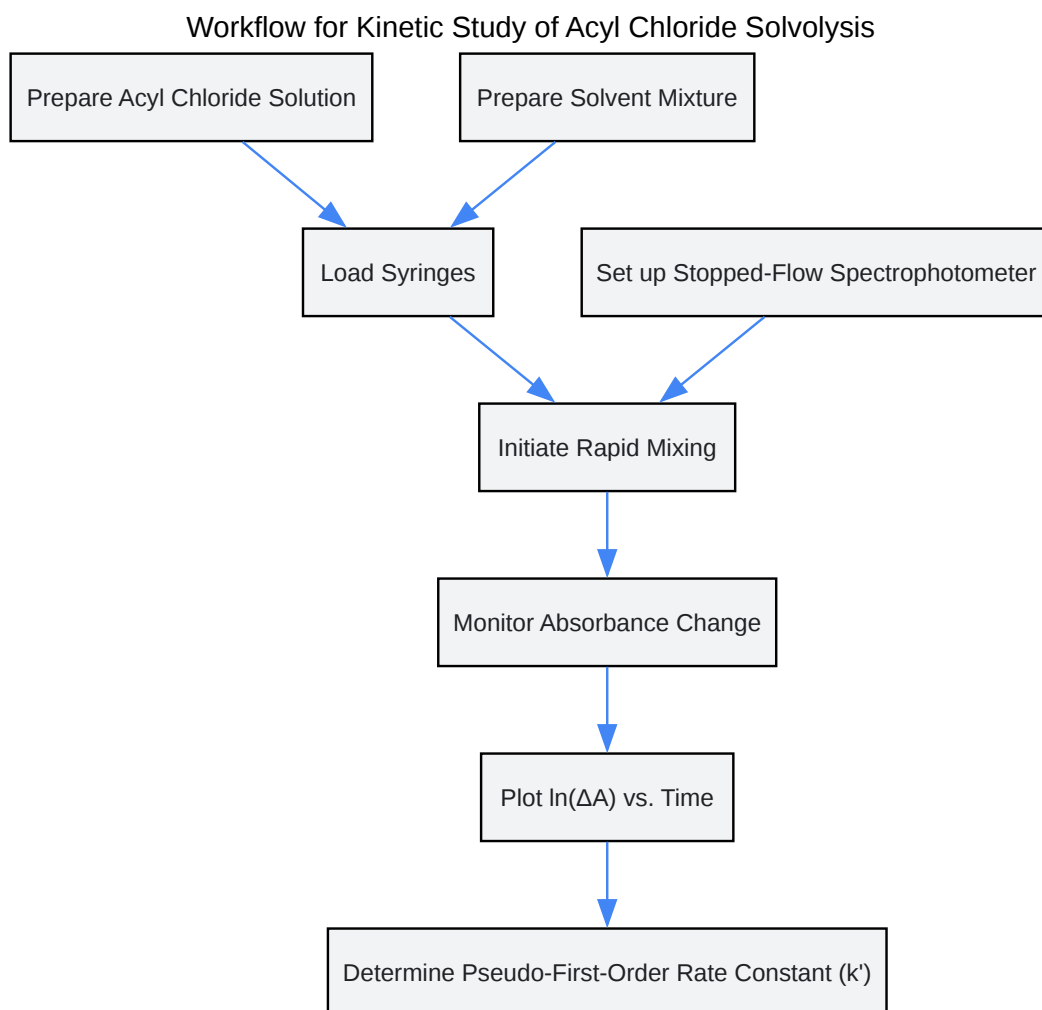 Workflow for Kinetic Study of Acyl Chloride Solvolysis
Prepare Acyl Chloride Solution
Prepare Solvent Mixture
Load Syringes
Set up Stopped-Flow Spectrophotometer
Initiate Rapid Mixing
Monitor Absorbance Change
Plot ln(ΔA) vs. Time
Determine Pseudo-First-Order Rate Constant (k')